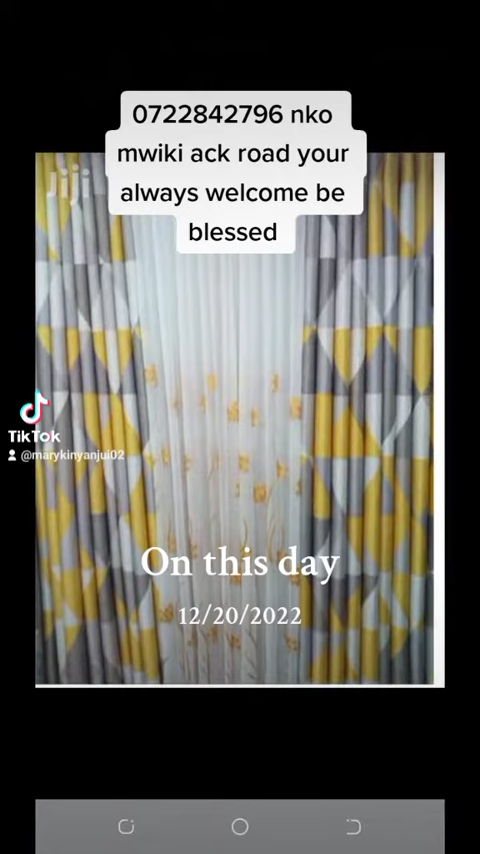 0722842796 nko
mwiki ack road your
always welcome be
blessed
Jiji
TikTok
@marykinyanjui02
On this day
12/20/2022